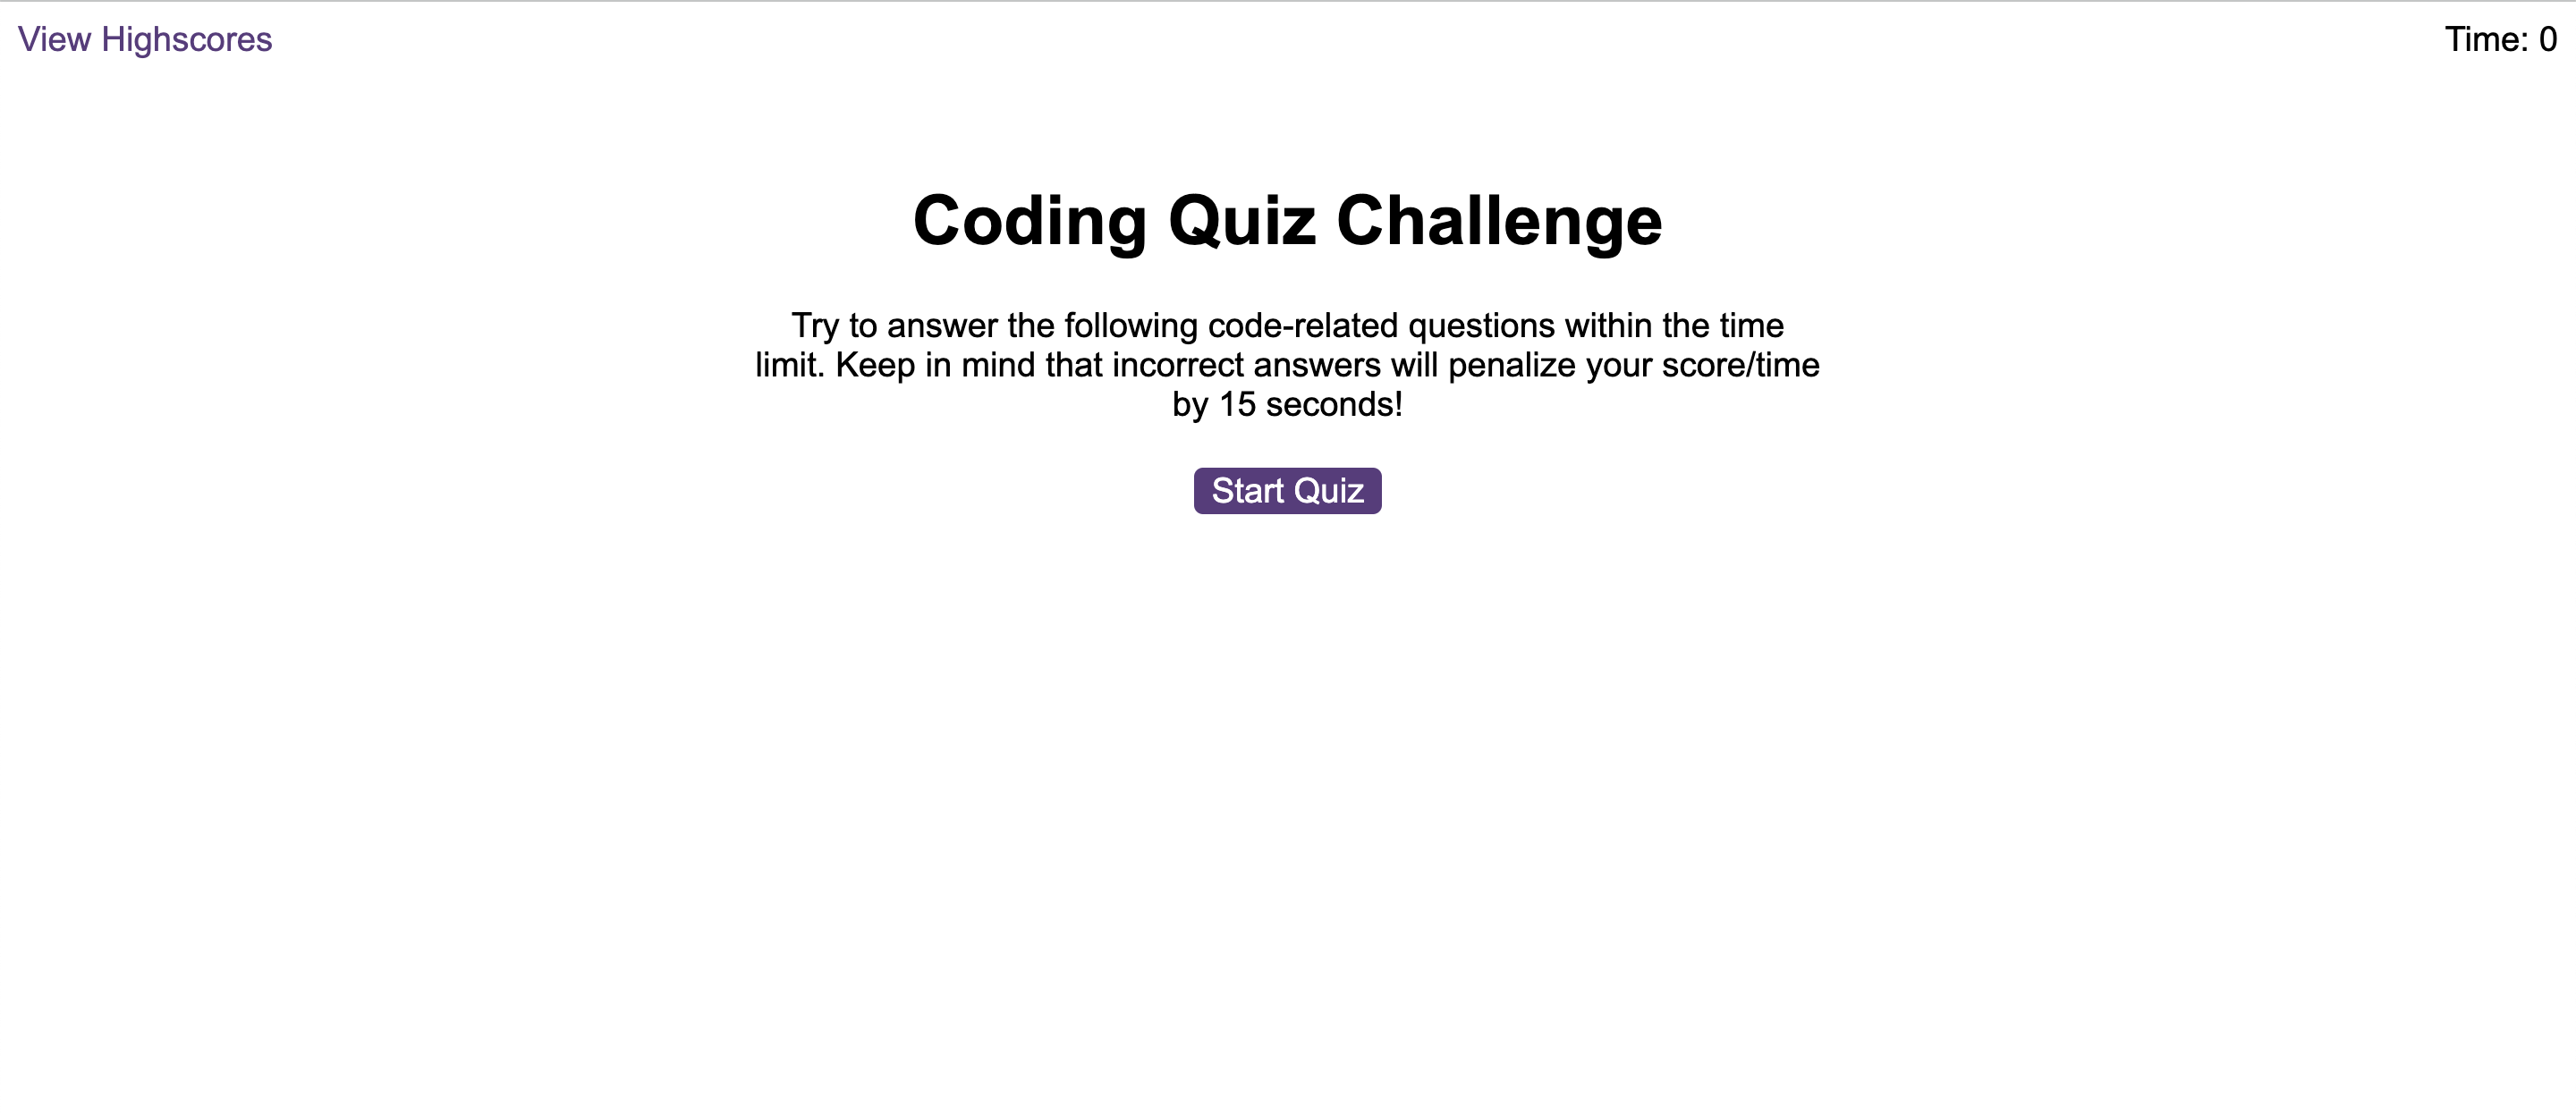 View Highscores
Time: 0
Coding Quiz Challenge
Try to answer the following code-related questions within the time
limit. Keep in mind that incorrect answers will penalize your score/time
by 15 seconds!
Start Quiz